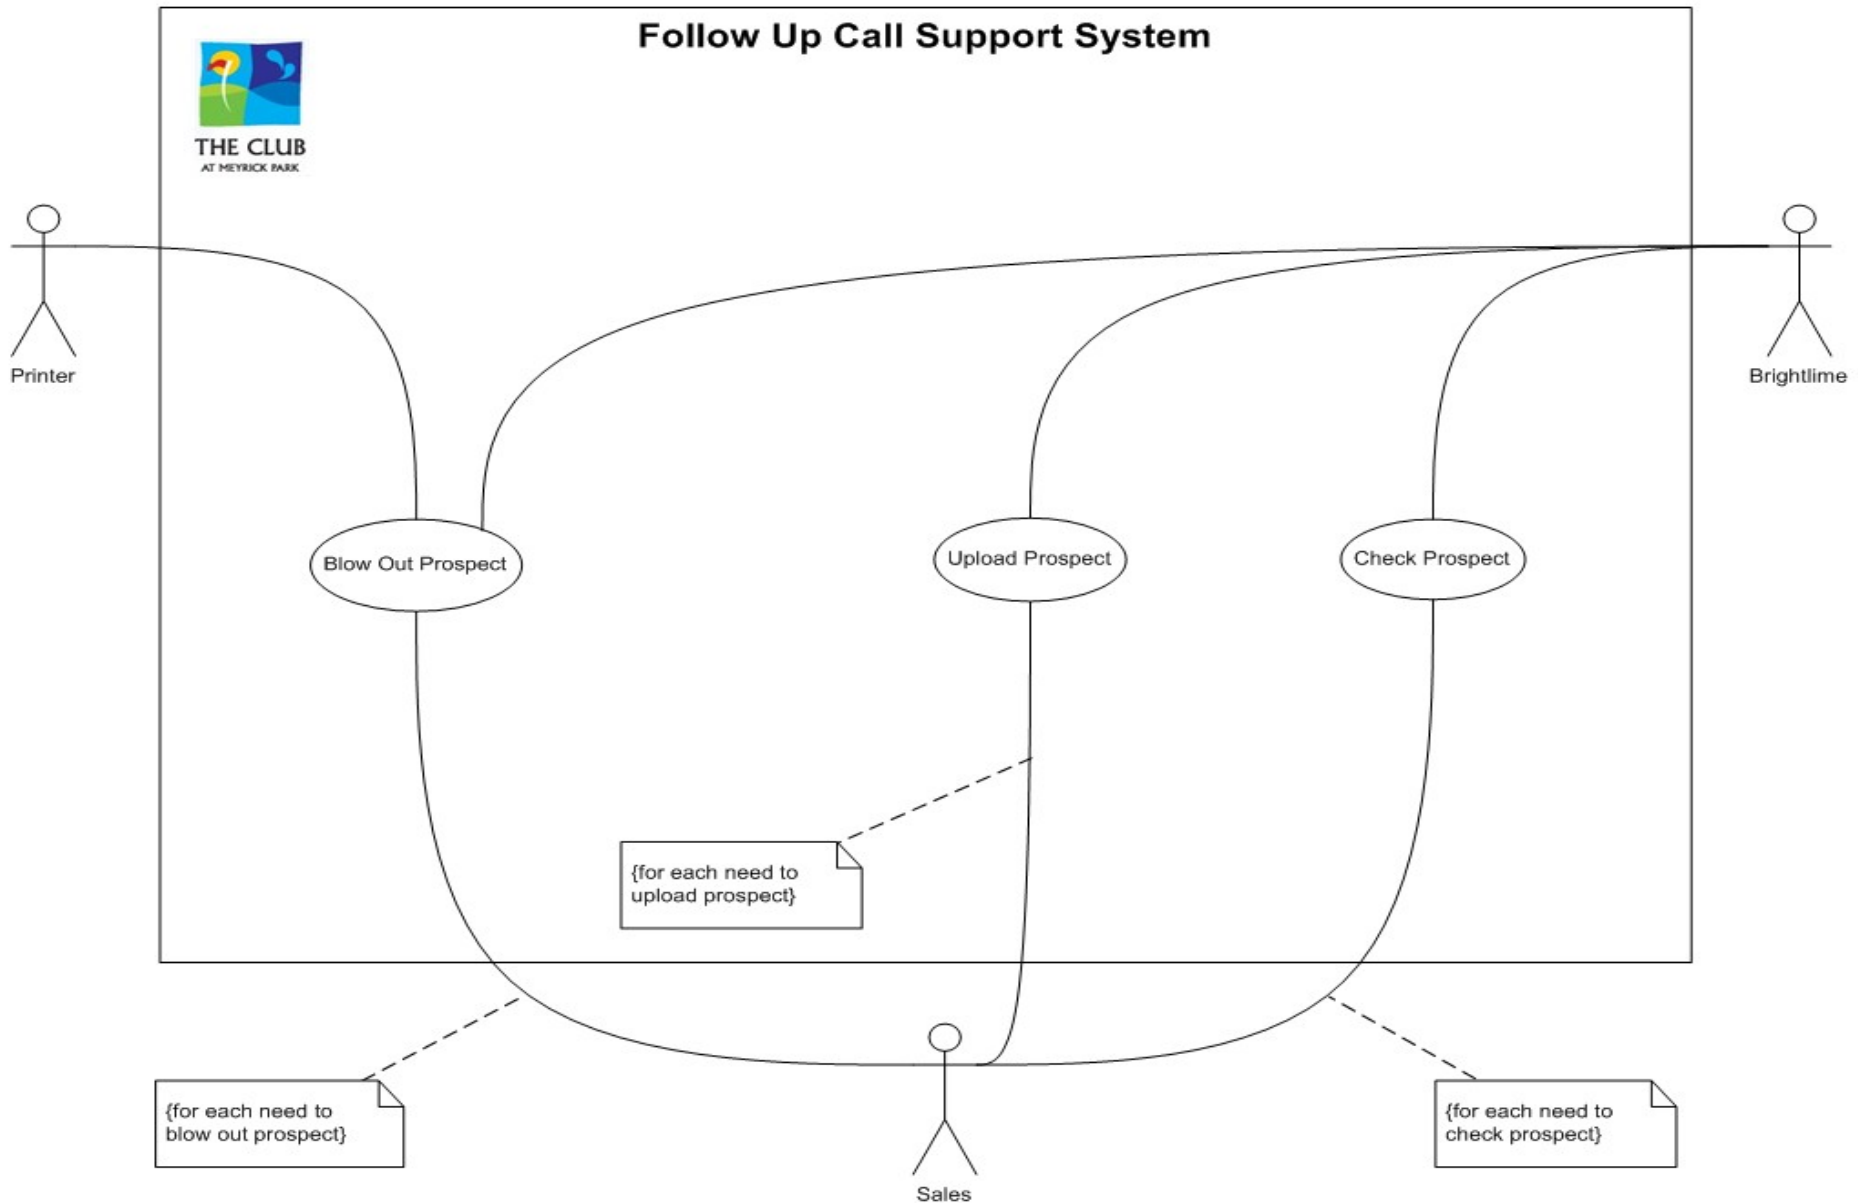 Follow Up Call Support System
THE CLUB
AT MEYRICK PARK
Printer
Brightlime
Blow Out Prospect
Upload Prospect
Check Prospect
{for each need to
upload prospect}
{for each need to
blow out prospect}
{for each need to
check prospect}
Sales